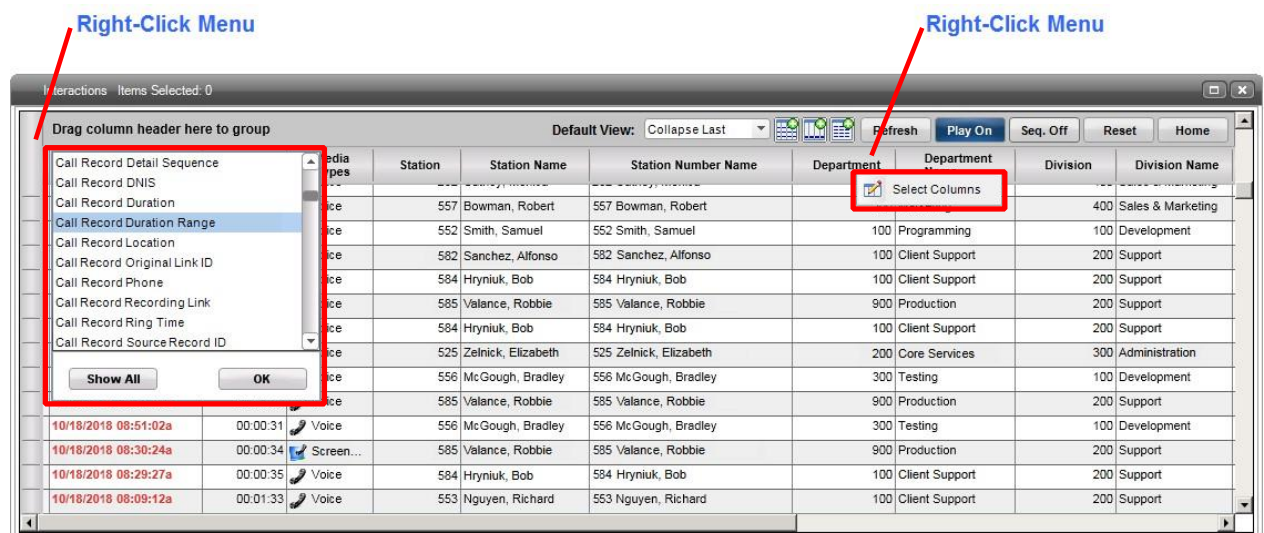 Right-Click Menu Right-Click Menu
Interactions Items Selected: 0
Drag column header here to group Default View: Collapse Last Refresh Play On Seq. Off Reset Home
Station Station Name Station Number Name Department Department Division Division Name
Call Record Detail Sequence
Call Record DNIS
Call Record Duration
Call Record Duration Range
Call Record Location
Call Record Original Link ID
Call Record Phone
Call Record Recording Link
Call Record Ring Time
Call Record Source Record ID
Show All OK
Select Columns
557 Bowman, Robert 557 Bowman, Robert 400 Sales & Marketing
552 Smith, Samuel 552 Smith, Samuel 100 Programming 100 Development
582 Sanchez, Alfonso 582 Sanchez, Alfonso 100 Client Support 200 Support
584 Hryniuk, Bob 584 Hryniuk, Bob 100 Client Support 200 Support
585 Valance, Robbie 585 Valance, Robbie 900 Production 200 Support
584 Hryniuk, Bob 584 Hryniuk, Bob 100 Client Support 200 Support
525 Zelnick, Elizabeth 525 Zelnick, Elizabeth 200 Core Services 300 Administration
556 McGough, Bradley 556 McGough, Bradley 300 Testing 100 Development
585 Valance, Robbie 585 Valance, Robbie 900 Production 200 Support
10/18/2018 08:51:02a 00:00:31 Voice 556 McGough, Bradley 556 McGough, Bradley 300 Testing 100 Development
10/18/2018 08:30:24a 00:00:34 Screen... 585 Valance, Robbie 585 Valance, Robbie 900 Production 200 Support
10/18/2018 08:29:27a 00:00:35 Voice 584 Hryniuk, Bob 584 Hryniuk, Bob 100 Client Support 200 Support
10/18/2018 08:09:12a 00:01:33 Voice 553 Nguyen, Richard 553 Nguyen, Richard 100 Client Support 200 Support